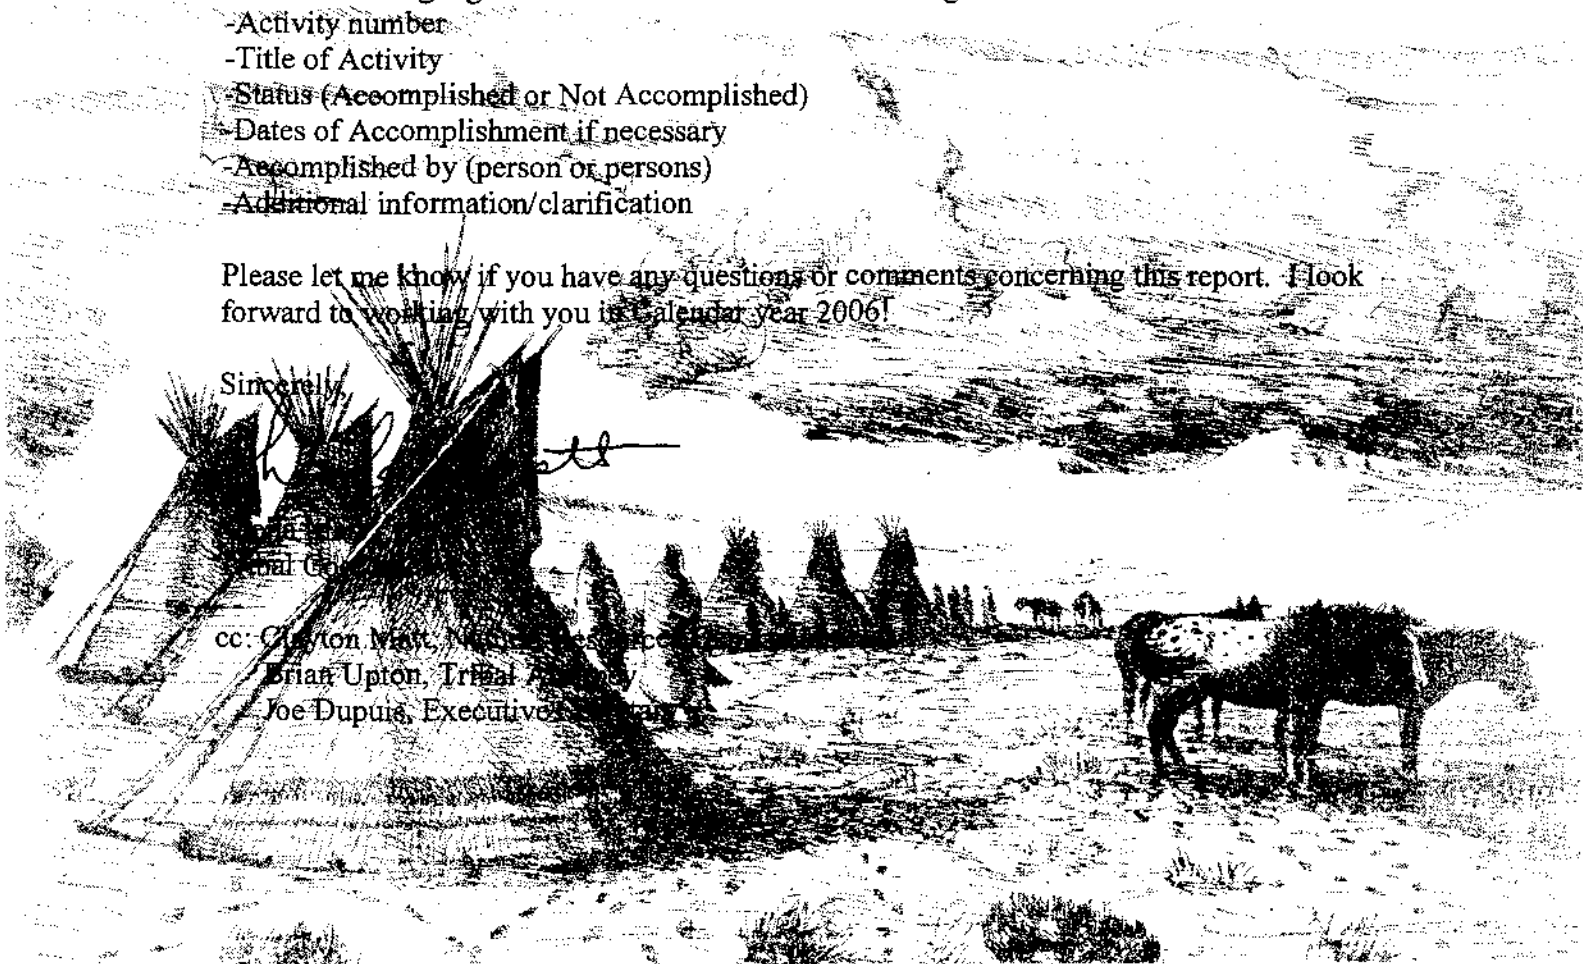 -Activity number
-Title of Activity
-Status (Accomplished or Not Accomplished)
-Dates of Accomplishment if necessary
-Accomplished by (person or persons)
-Additional information/clarification
Please let me know if you have any questions or comments concerning this report. I look
forward to working with you in Calendar year 2006!
Sincerely,
cc: Clayton Matt,
Brian Upton, Tribal
Joe Dupuis, Executive